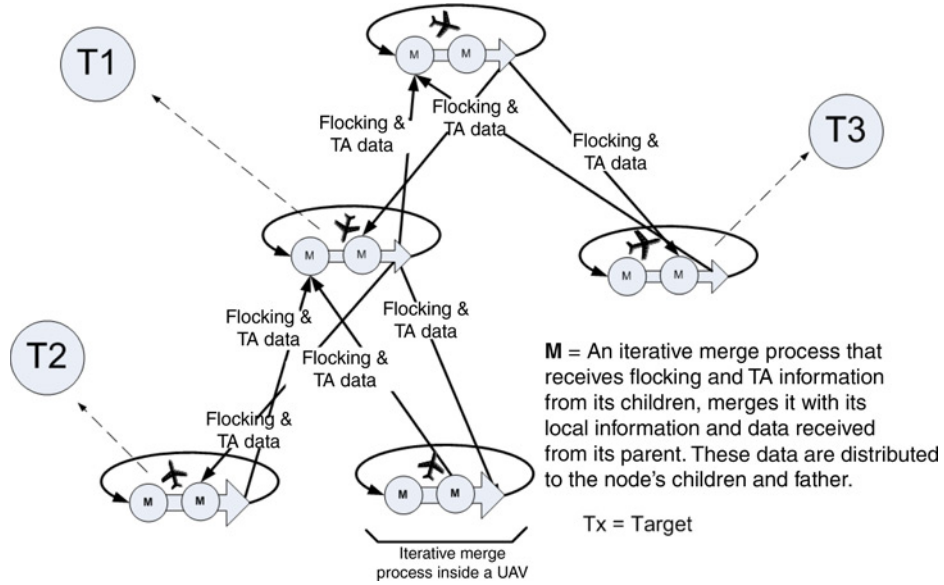 M
M
T1
Flocking &
TA data
Flocking &
TA data
Flocking &
TA data
T3
M
M
M
M
Flocking &
TA data
Flocking &
TA data
Flocking &
TA data
T2
M = An iterative merge process that
receives flocking and TA information
from its children, merges it with its
local information and data received
from its parent. These data are distributed
to the node's children and father.
Flocking &
TA data
M
M
M
M
Tx = Target
Iterative merge
process inside a UAV